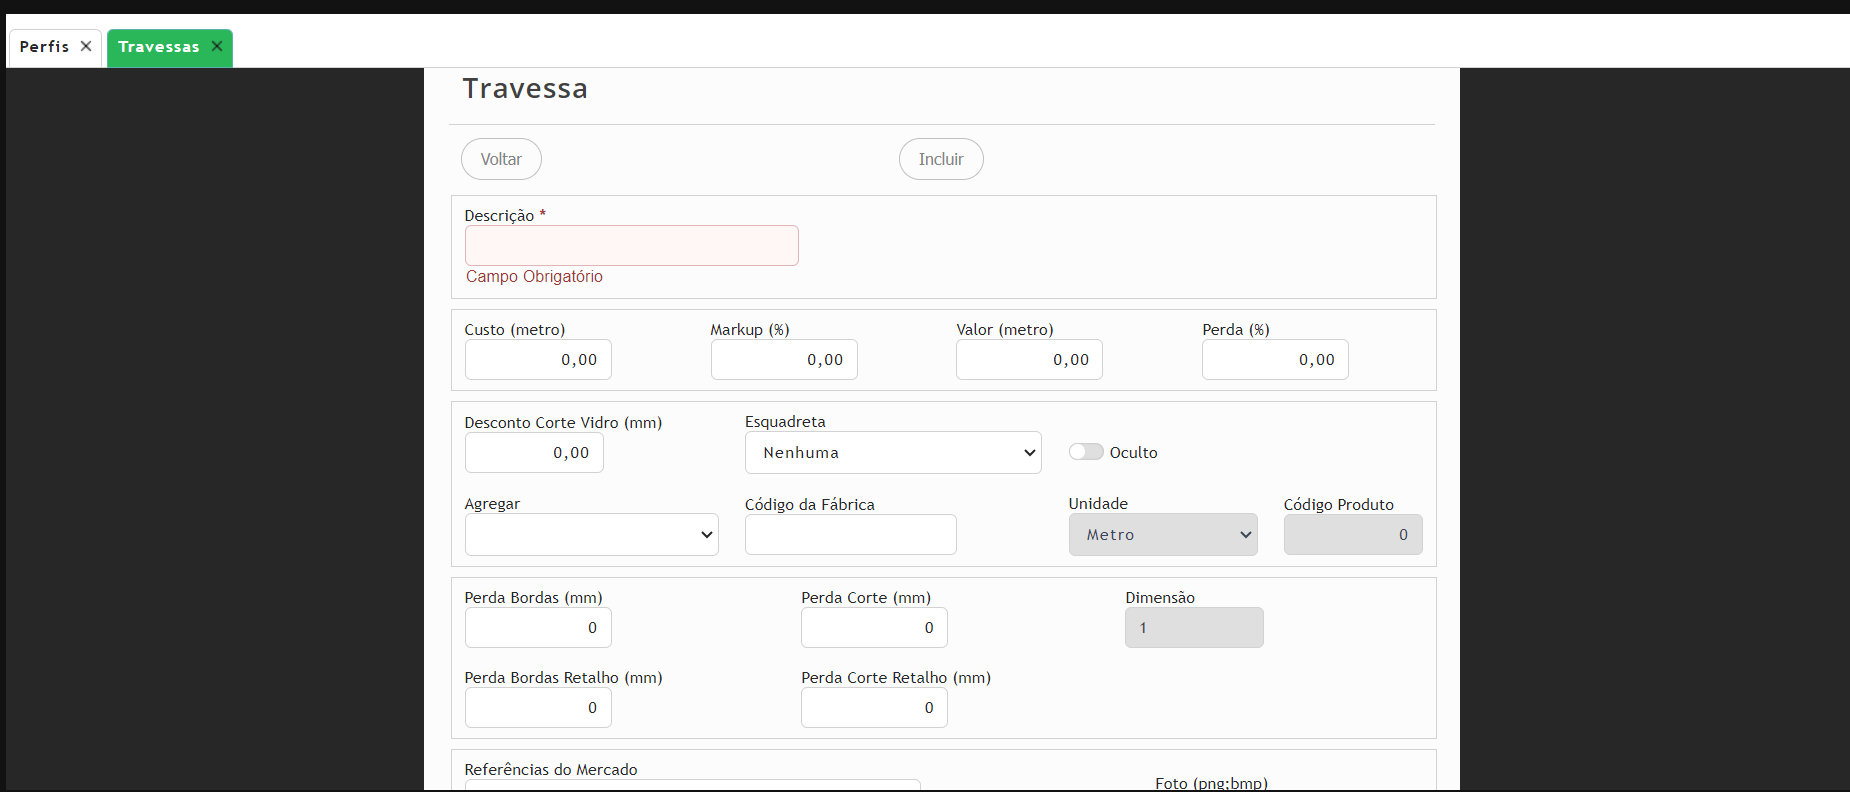 Perfis ✕ Travessas ✕
Travessa
Voltar Incluir
Descrição *
Campo Obrigatório
Custo (metro) Markup (%) Valor (metro) Perda (%)
0,00 0,00 0,00 0,00
Desconto Corte Vidro (mm) Esquadreta
0,00 Nenhuma Oculto
Agregar Código da Fábrica Unidade Código Produto
Metro 0
Perda Bordas (mm) Perda Corte (mm) Dimensão
0 0 1
Perda Bordas Retalho (mm) Perda Corte Retalho (mm)
0 0
Referências do Mercado
Foto (png;bmp)